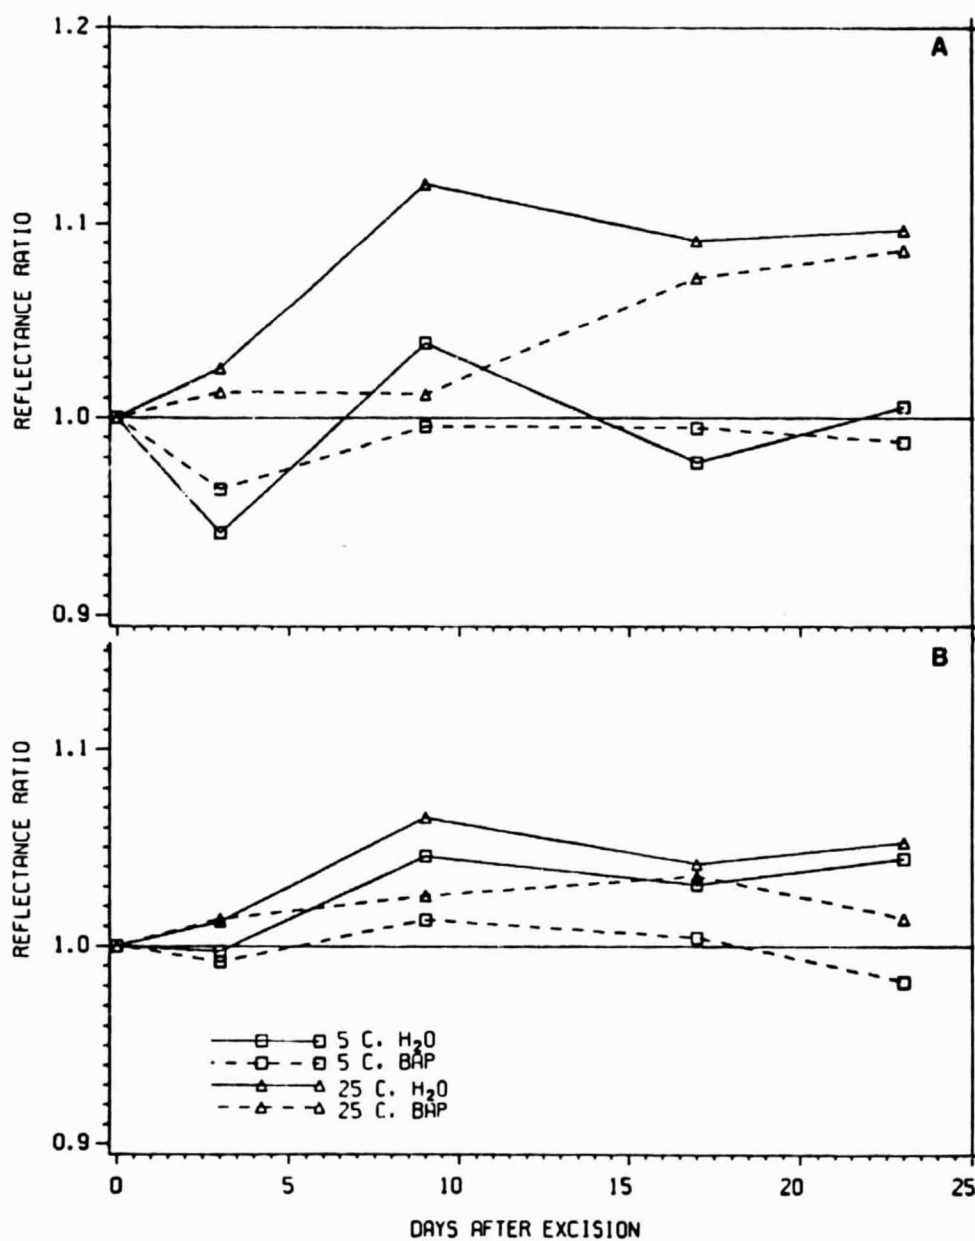 1.2
A
1.1
REFLECTANCE RATIO
1.0
0.9
B
1.1
REFLECTANCE RATIO
1.0
5 C. H₂O
5 C. BAP
25 C. H₂O
25 C. BAP
0.9
0 5 10 15 20 25
DAYS AFTER EXCISION